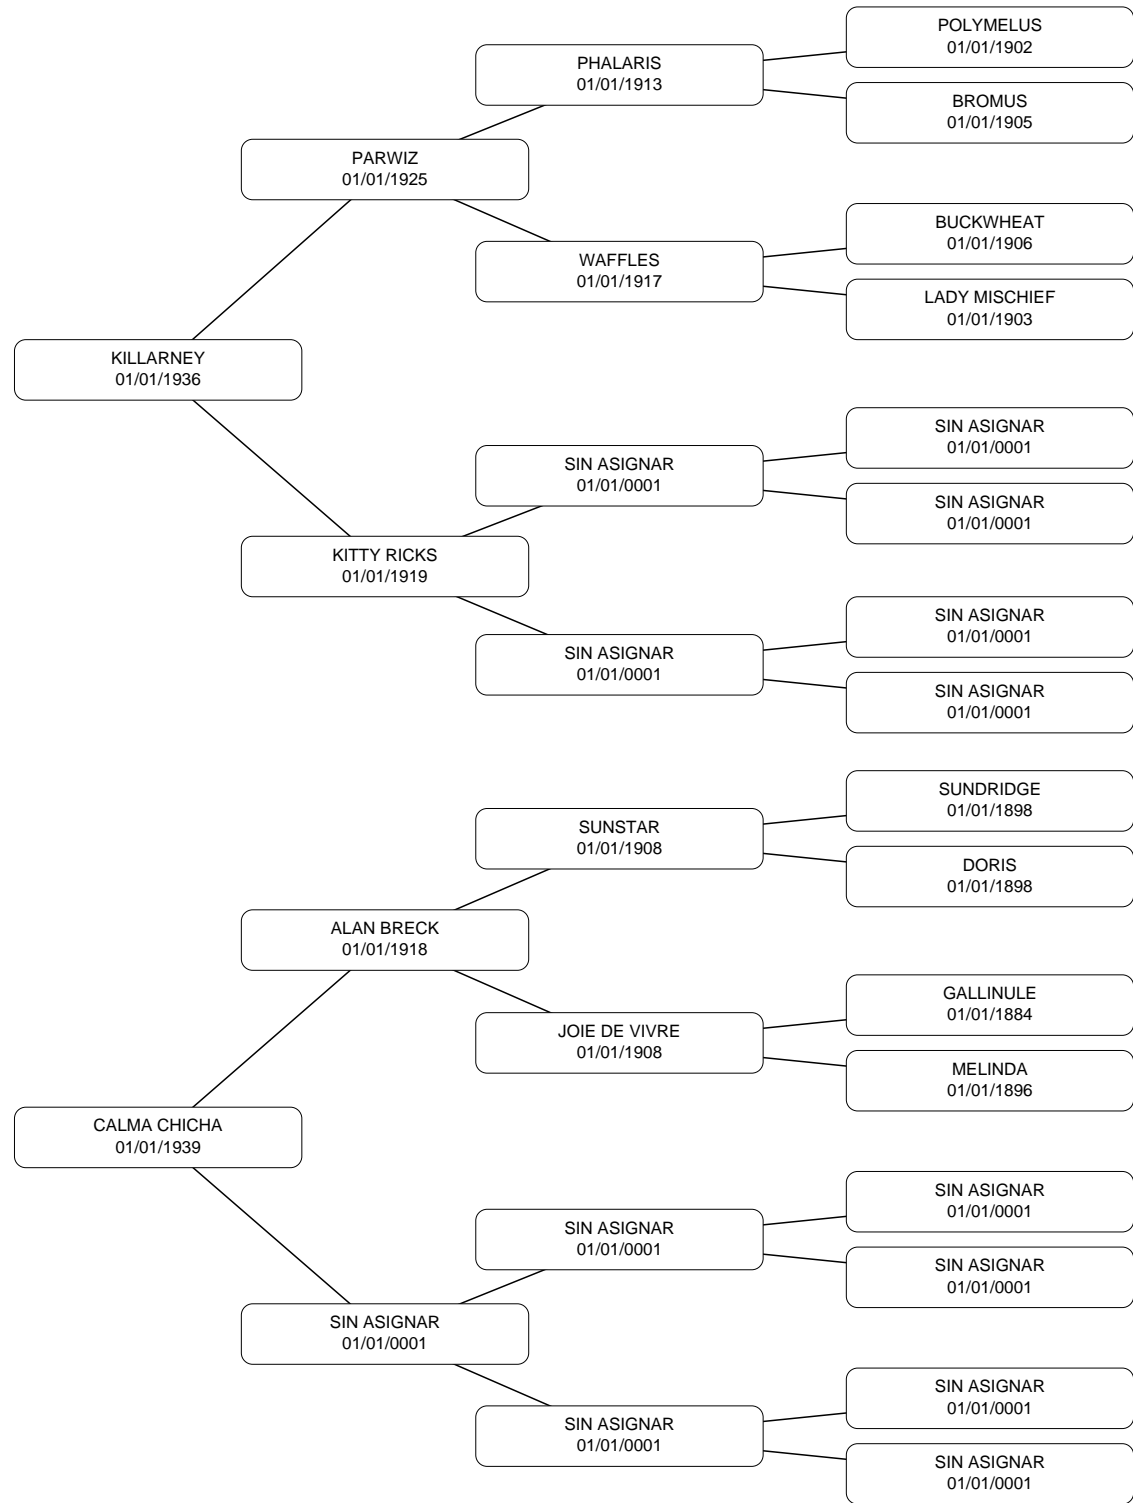 POLYMELUS
01/01/1902
PHALARIS
01/01/1913
BROMUS
01/01/1905
PARWIZ
01/01/1925
BUCKWHEAT
01/01/1906
WAFFLES
01/01/1917
LADY MISCHIEF
01/01/1903
KILLARNEY
01/01/1936
SIN ASIGNAR
01/01/0001
SIN ASIGNAR
01/01/0001
SIN ASIGNAR
01/01/0001
KITTY RICKS
01/01/1919
SIN ASIGNAR
01/01/0001
SIN ASIGNAR
01/01/0001
SIN ASIGNAR
01/01/0001
SUNDRIDGE
01/01/1898
SUNSTAR
01/01/1908
DORIS
01/01/1898
ALAN BRECK
01/01/1918
GALLINULE
01/01/1884
JOIE DE VIVRE
01/01/1908
MELINDA
01/01/1896
CALMA CHICHA
01/01/1939
SIN ASIGNAR
01/01/0001
SIN ASIGNAR
01/01/0001
SIN ASIGNAR
01/01/0001
SIN ASIGNAR
01/01/0001
SIN ASIGNAR
01/01/0001
SIN ASIGNAR
01/01/0001
SIN ASIGNAR
01/01/0001